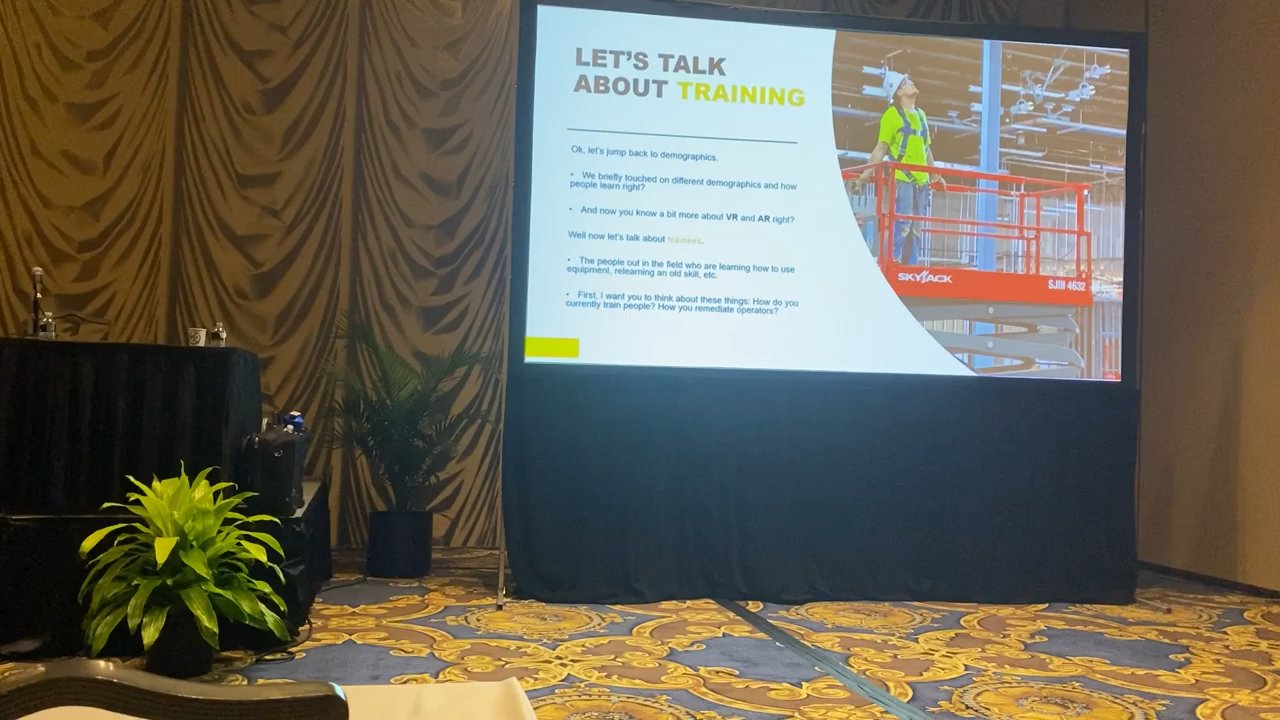 LET'S TALK
ABOUT TRAINING
Ok, let's jump back to demographics.
• We briefly touched on different demographics and how
people learn right?
• And now you know a bit more about VR and AR right?
Well now let's talk about trainees.
• The people out in the field who are learning how to use
equipment, relearning an old skill, etc.
• First, I want you to think about these things: How do you
currently train people? How you remediate operators?
SKYJACK
SJIII 4632